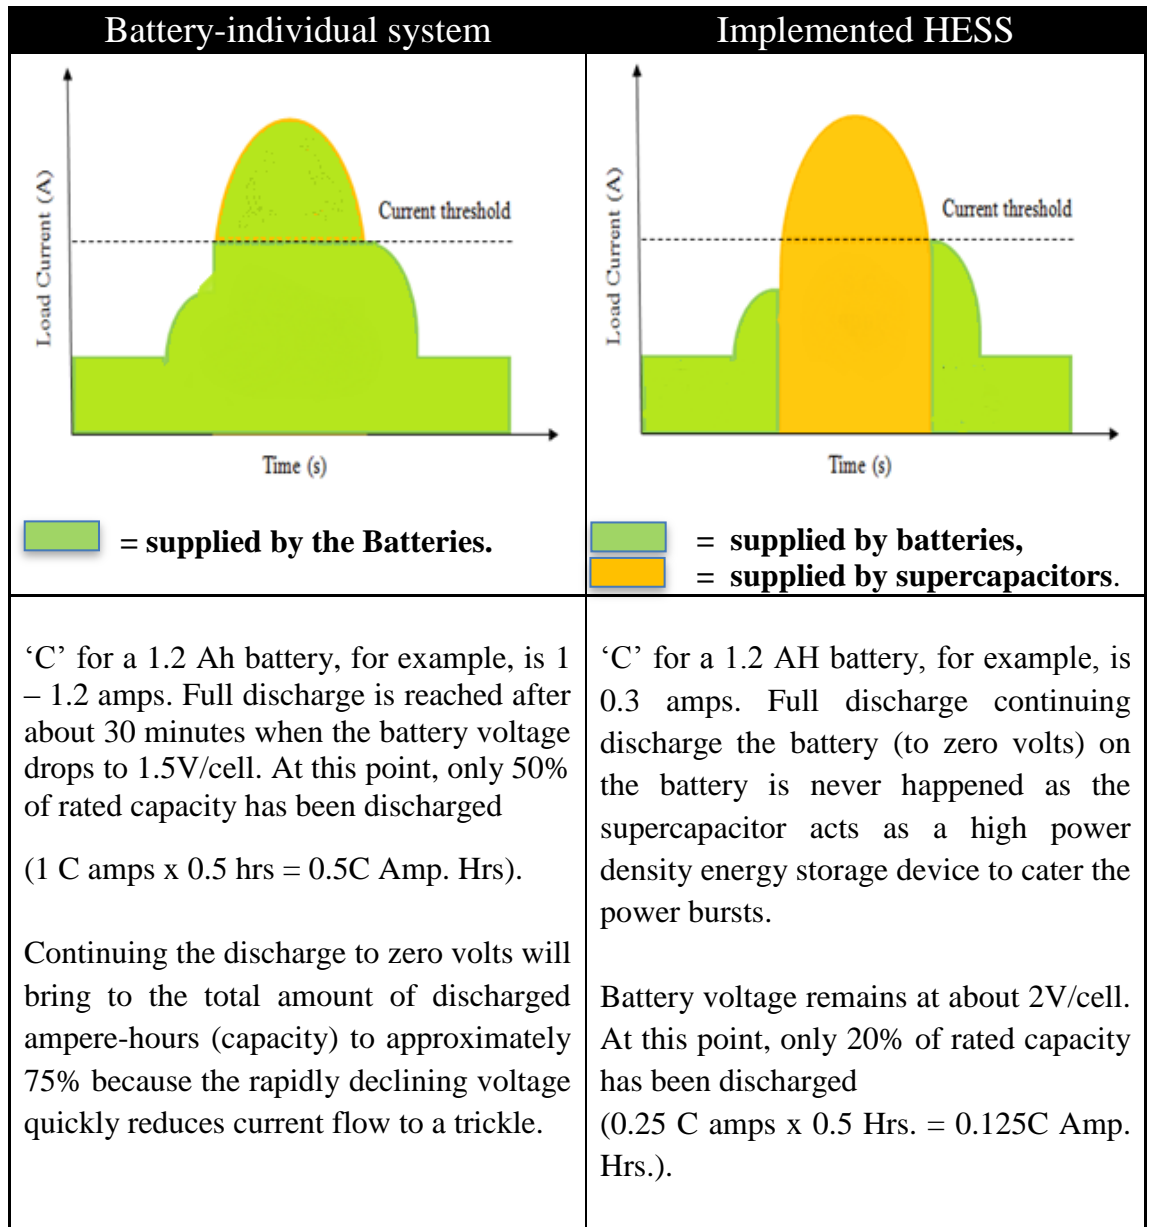 Battery-individual system
Implemented HESS
Load Current (A)
Current threshold
Time (s)
= supplied by the Batteries.
Load Current (A)
Current threshold
Time (s)
= supplied by batteries,
= supplied by supercapacitors.
‘C’ for a 1.2 Ah battery, for example, is 1
– 1.2 amps. Full discharge is reached after
about 30 minutes when the battery voltage
drops to 1.5V/cell. At this point, only 50%
of rated capacity has been discharged
(1 C amps x 0.5 hrs = 0.5C Amp. Hrs).
Continuing the discharge to zero volts will
bring to the total amount of discharged
ampere-hours (capacity) to approximately
75% because the rapidly declining voltage
quickly reduces current flow to a trickle.
‘C’ for a 1.2 AH battery, for example, is
0.3 amps. Full discharge continuing
discharge the battery (to zero volts) on
the battery is never happened as the
supercapacitor acts as a high power
density energy storage device to cater the
power bursts.
Battery voltage remains at about 2V/cell.
At this point, only 20% of rated capacity
has been discharged
(0.25 C amps x 0.5 Hrs. = 0.125C Amp.
Hrs.).